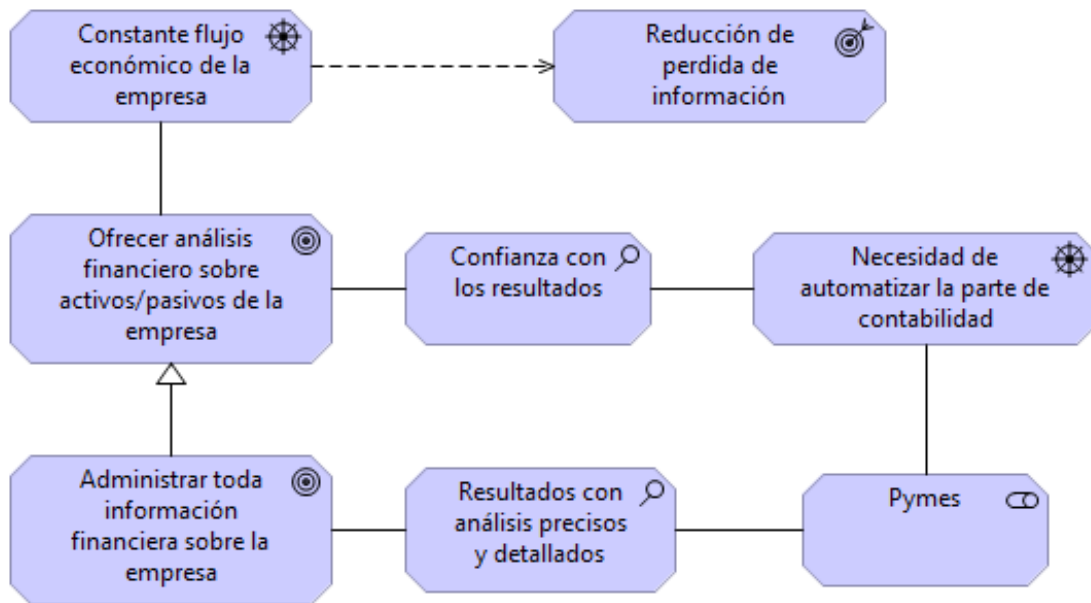 Constante flujo
económico de la
empresa
Reducción de
perdida de
información
Ofrecer análisis
financiero sobre
activos/pasivos de la
empresa
Confianza con
los resultados
Necesidad de
automatizar la parte de
contabilidad
Administrar toda
información
financiera sobre la
empresa
Resultados con
análisis precisos
y detallados
Pymes